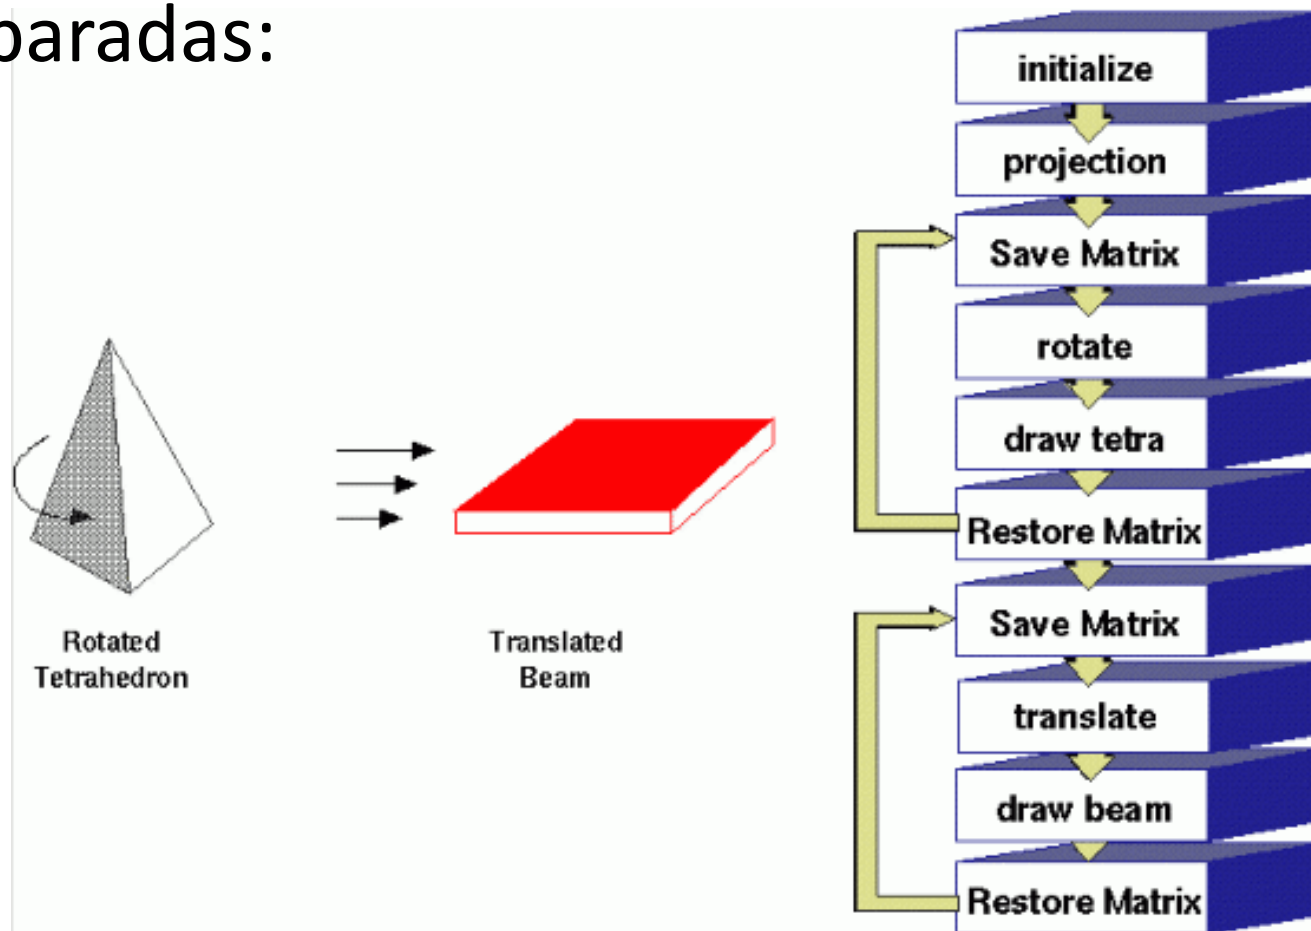 paradas:
initialize
projection
Save Matrix
rotate
draw tetra
Restore Matrix
Save Matrix
translate
draw beam
Restore Matrix
Rotated
Tetrahedron
Translated
Beam